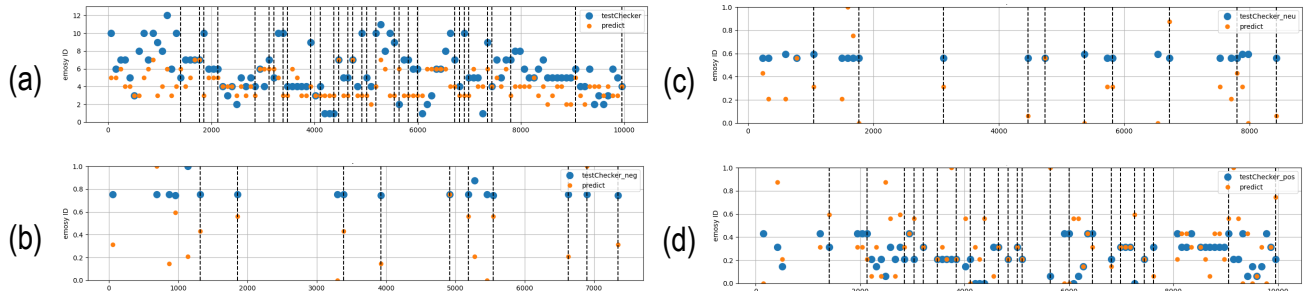 (a)
emosy ID
12
10
8
6
4
2
0
0 2000 4000 6000 8000 10000
testChecker
predict
(b)
emosy ID
1.0
0.8
0.6
0.4
0.2
0.0
0 1000 2000 3000 4000 5000 6000 7000
testChecker_neg
predict
(c)
emosy ID
1.0
0.8
0.6
0.4
0.2
0.0
0 2000 4000 6000 8000
testChecker_neu
predict
(d)
emosy ID
1.0
0.8
0.6
0.4
0.2
0.0
0 2000 4000 6000 8000 10000
testChecker_pos
predict